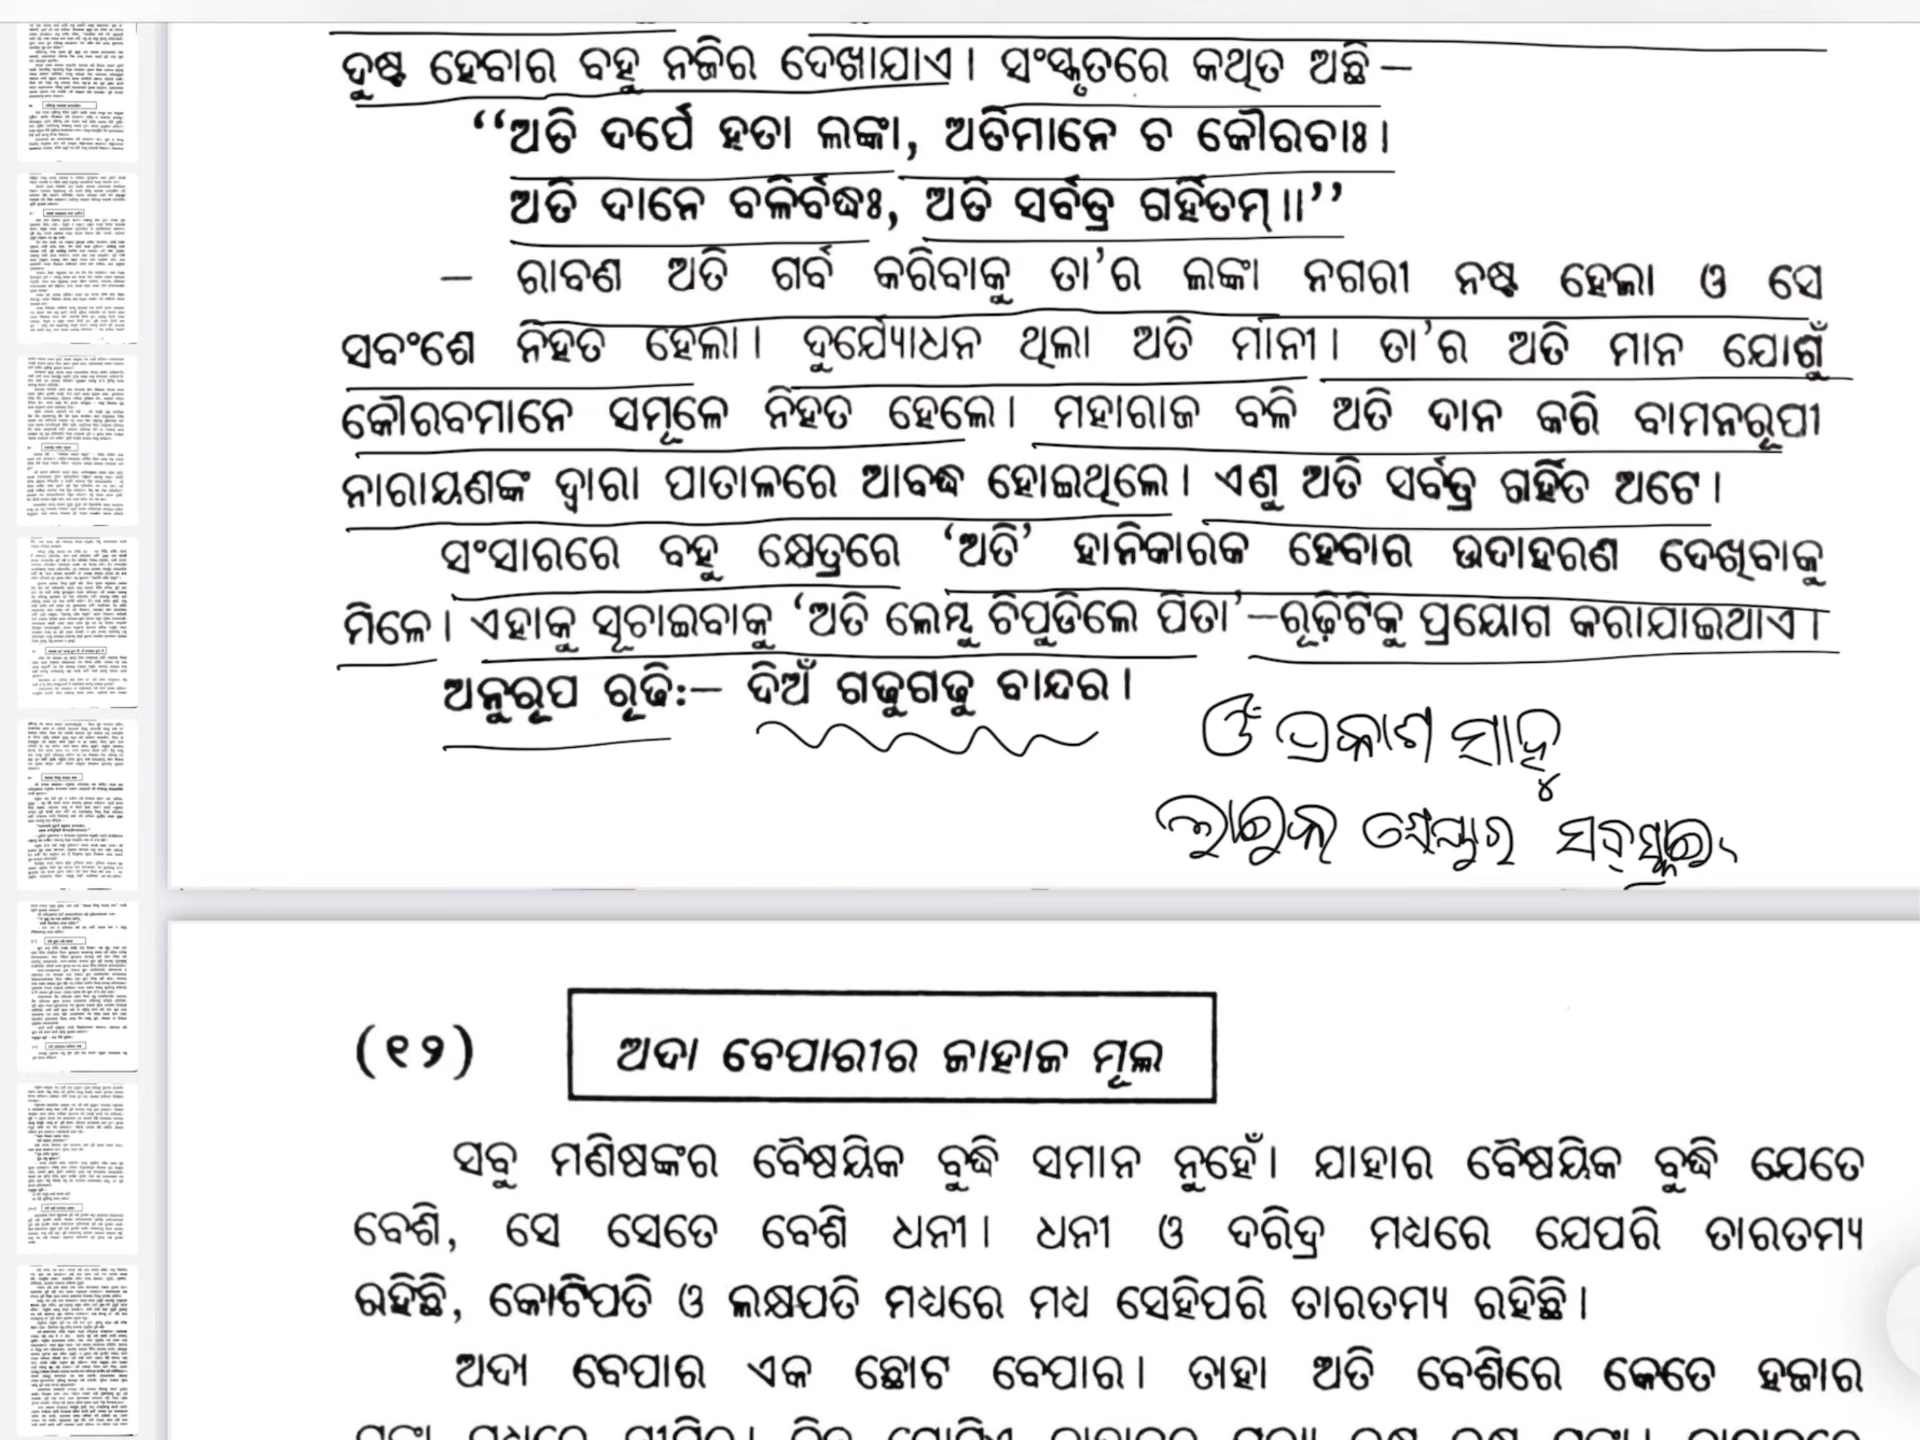 ଦୁଷ୍ଟ ହେବାର ବହୁ ନଜିର ଦେଖାଯାଏ। ସଂସ୍କୃତରେ କଥିତ ଅଛି –
‘‘ଅତି ଦର୍ପେ ହତା ଲଙ୍କା, ଅତିମାନେ ଚ କୌରବାଃ।
ଅତି ଦାନେ ବଳିର୍ବଦ୍ଧଃ, ଅତି ସର୍ବତ୍ର ଗର୍ହିତମ୍।।’’
– ରାବଣ ଅତି ଗର୍ବ କରିବାକୁ ତା’ର ଲଙ୍କା ନଗରୀ ନଷ୍ଟ ହେଲା ଓ ସେ
ସବଂଶେ ନିହତ ହେଲା। ଦୁର୍ଯ୍ୟୋଧନ ଥିଲା ଅତି ମାନୀ। ତା’ର ଅତି ମାନ ଯୋଗୁଁ
କୌରବମାନେ ସମୂଳେ ନିହତ ହେଲେ। ମହାରାଜ ବଳି ଅତି ଦାନ କରି ବାମନରୂପୀ
ନାରାୟଣଙ୍କ ଦ୍ୱାରା ପାତାଳରେ ଆବଦ୍ଧ ହୋଇଥିଲେ। ଏଣୁ ଅତି ସର୍ବତ୍ର ଗର୍ହିତ ଅଟେ।
ସଂସାରରେ ବହୁ କ୍ଷେତ୍ରରେ ‘ଅତି’ ହାନିକାରକ ହେବାର ଉଦାହରଣ ଦେଖିବାକୁ
ମିଳେ। ଏହାକୁ ସୂଚାଇବାକୁ ‘ଅତି ଲେମ୍ବୁ ଚିପୁଡିଲେ ପିତା’–ରୂଢ଼ିଟିକୁ ପ୍ରୟୋଗ କରାଯାଇଥାଏ।
ଅନୁରୂପ ରୂଢି:– ଦିଅଁ ଗଢୁଗଢୁ ବାନ୍ଦର।
ଓଁ ପ୍ରକାଶ ସାହୁ
(୧୨)
ଅଦା ବେପାରୀର ଜାହାଜ ମୂଲ
ସବୁ ମଣିଷଙ୍କର ବୈଷୟିକ ବୁଦ୍ଧି ସମାନ ନୁହେଁ। ଯାହାର ବୈଷୟିକ ବୁଦ୍ଧି ଯେତେ
ବେଶି, ସେ ସେତେ ବେଶି ଧନୀ। ଧନୀ ଓ ଦରିଦ୍ର ମଧ୍ୟରେ ଯେପରି ତାରତମ୍ୟ
ରହିଛି, କୋଟିପତି ଓ ଲକ୍ଷପତି ମଧ୍ୟରେ ମଧ୍ୟ ସେହିପରି ତାରତମ୍ୟ ରହିଛି।
ଅଦା ବେପାର ଏକ ଛୋଟ ବେପାର। ତାହା ଅତି ବେଶିରେ କେତେ ହଜାର